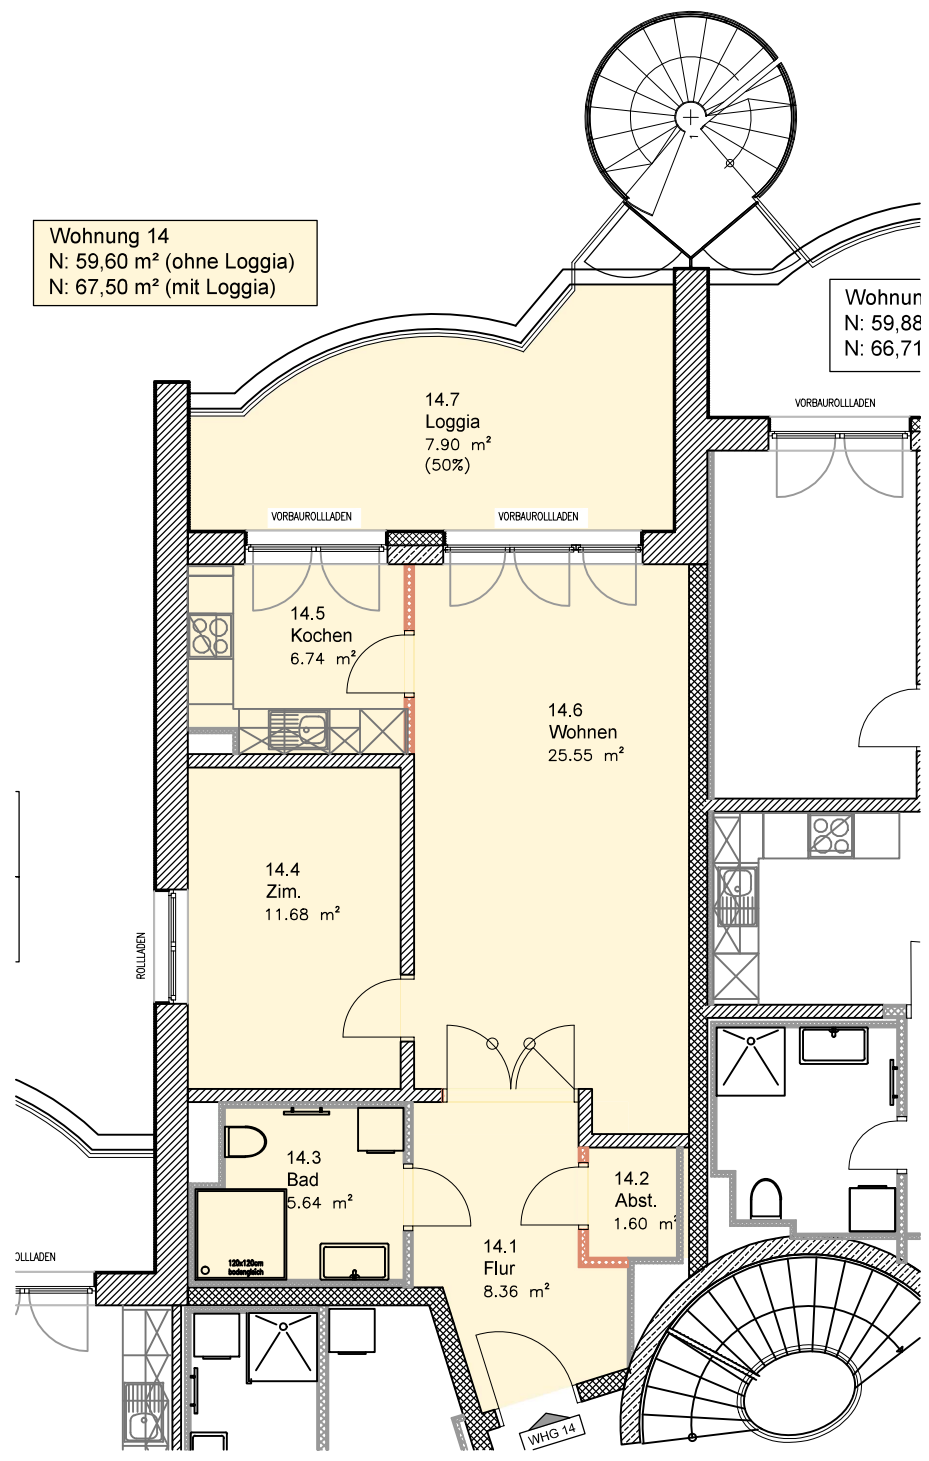 1
Wohnung 14
N: 59,60 m² (ohne Loggia)
N: 67,50 m² (mit Loggia)
N: 59,88
N: 66,71
VORBAUROLLLADEN
14.7
Loggia
7.90 m²
(50%)
VORBAUROLLLADEN
VORBAUROLLLADEN
14.5
Kochen
6.74 m²
14.6
Wohnen
25.55 m²
14.4
Zim.
11.68 m²
ROLLLADEN
14.3
Bad
5.64 m²
14.2
Abst.
1.60 m²
120x120cm
bodengleich
14.1
Flur
8.36 m²
WHG 14